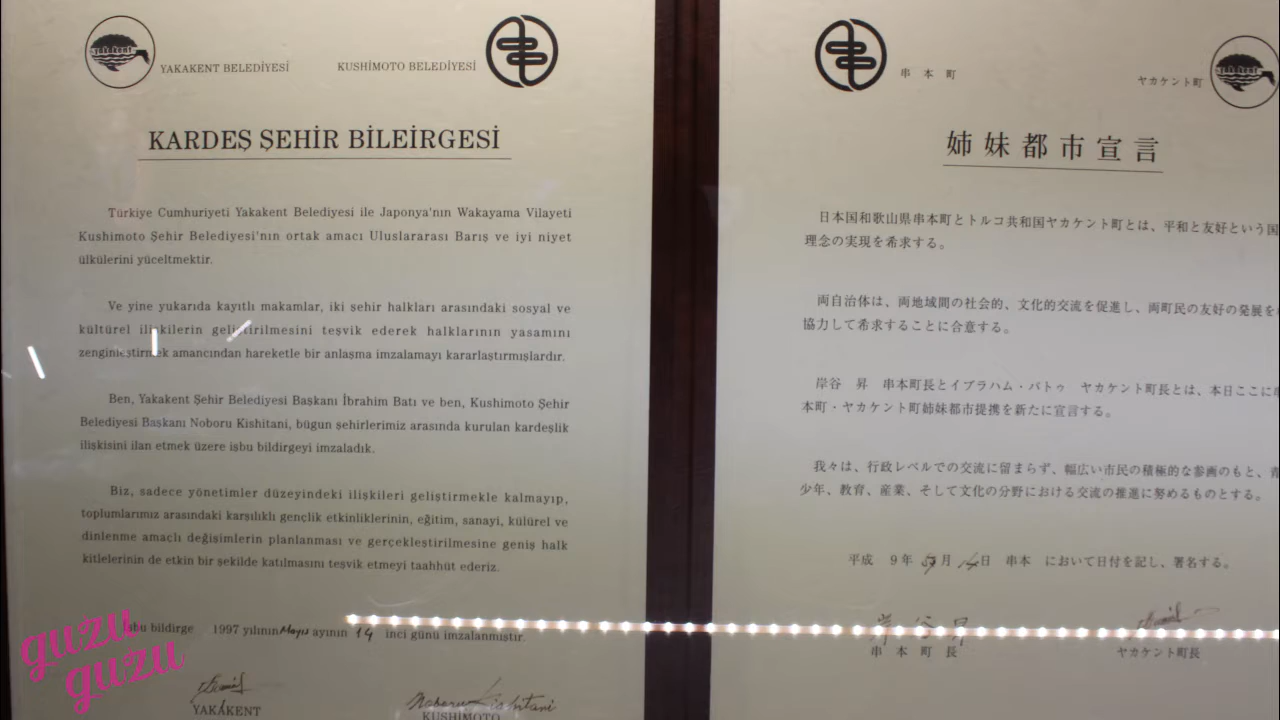 yakakent
YAKAKENT BELEDİYESİ
KUSHİMOTO BELEDİYESİ
KARDEŞ ŞEHİR BİLEİRGESİ
Türkiye Cumhuriyeti Yakakent Belediyesi ile Japonya'nın Wakayama Vilayeti
Kushimoto Şehir Belediyesi'nin ortak amacı Uluslararası Barış ve iyi niyet
ülkülerini yüceltmektir.
Ve yine yukarıda kayıtlı makamlar, iki şehir halkları arasındaki sosyal ve
kültürel ilişkilerin geliştirilmesini teşvik ederek halklarının yasamını
zenginleştirmek amancından hareketle bir anlaşma imzalamayı kararlaştırmışlardır.
Ben, Yakakent Şehir Belediyesi Başkanı İbrahim Batı ve ben, Kushimoto Şehir
Belediyesi Başkanı Noboru Kishitani, bügun şehirlerimiz arasında kurulan kardeşlik
ilişkisini ilan etmek üzere işbu bildirgeyi imzaladık.
Biz, sadece yönetimler düzeyindeki ilişkileri geliştirmekle kalmayıp,
toplumlarımız arasındaki karsılıklı gençlik etkinliklerinin, eğitim, sanayi, külürel ve
dinlenme amaçlı değişimlerin planlanması ve gerçekleştirilmesine geniş halk
kitlelerinin de etkin bir şekilde katılmasını teşvik etmeyi taahhüt ederiz.
İşbu bildirge 1997 yılının Mayıs ayının 14 inci günü imzalanmıştır.
YAKAKENT
Noboru Kishitani
KUSHİMOTO
串本町
ヤカケント町
姉妹都市宣言
日本国和歌山県串本町とトルコ共和国ヤカケント町とは、平和と友好という国
理念の実現を希求する。
両自治体は、両地域間の社会的、文化的交流を促進し、両町民の友好の発展を
協力して希求することに合意する。
岸谷 昇 串本町長とイブラハム・バトゥ ヤカケント町長とは、本日ここに
本町・ヤカケント町姉妹都市提携を新たに宣言する。
我々は、行政レベルでの交流に留まらず、幅広い市民の積極的な参画のもと、青
少年、教育、産業、そして文化の分野における交流の推進に努めるものとする。
平成 9年 5月 14日 串本 において日付を記し、署名する。
岸谷昇
串本町長
ヤカケント町長
guzu
guzu